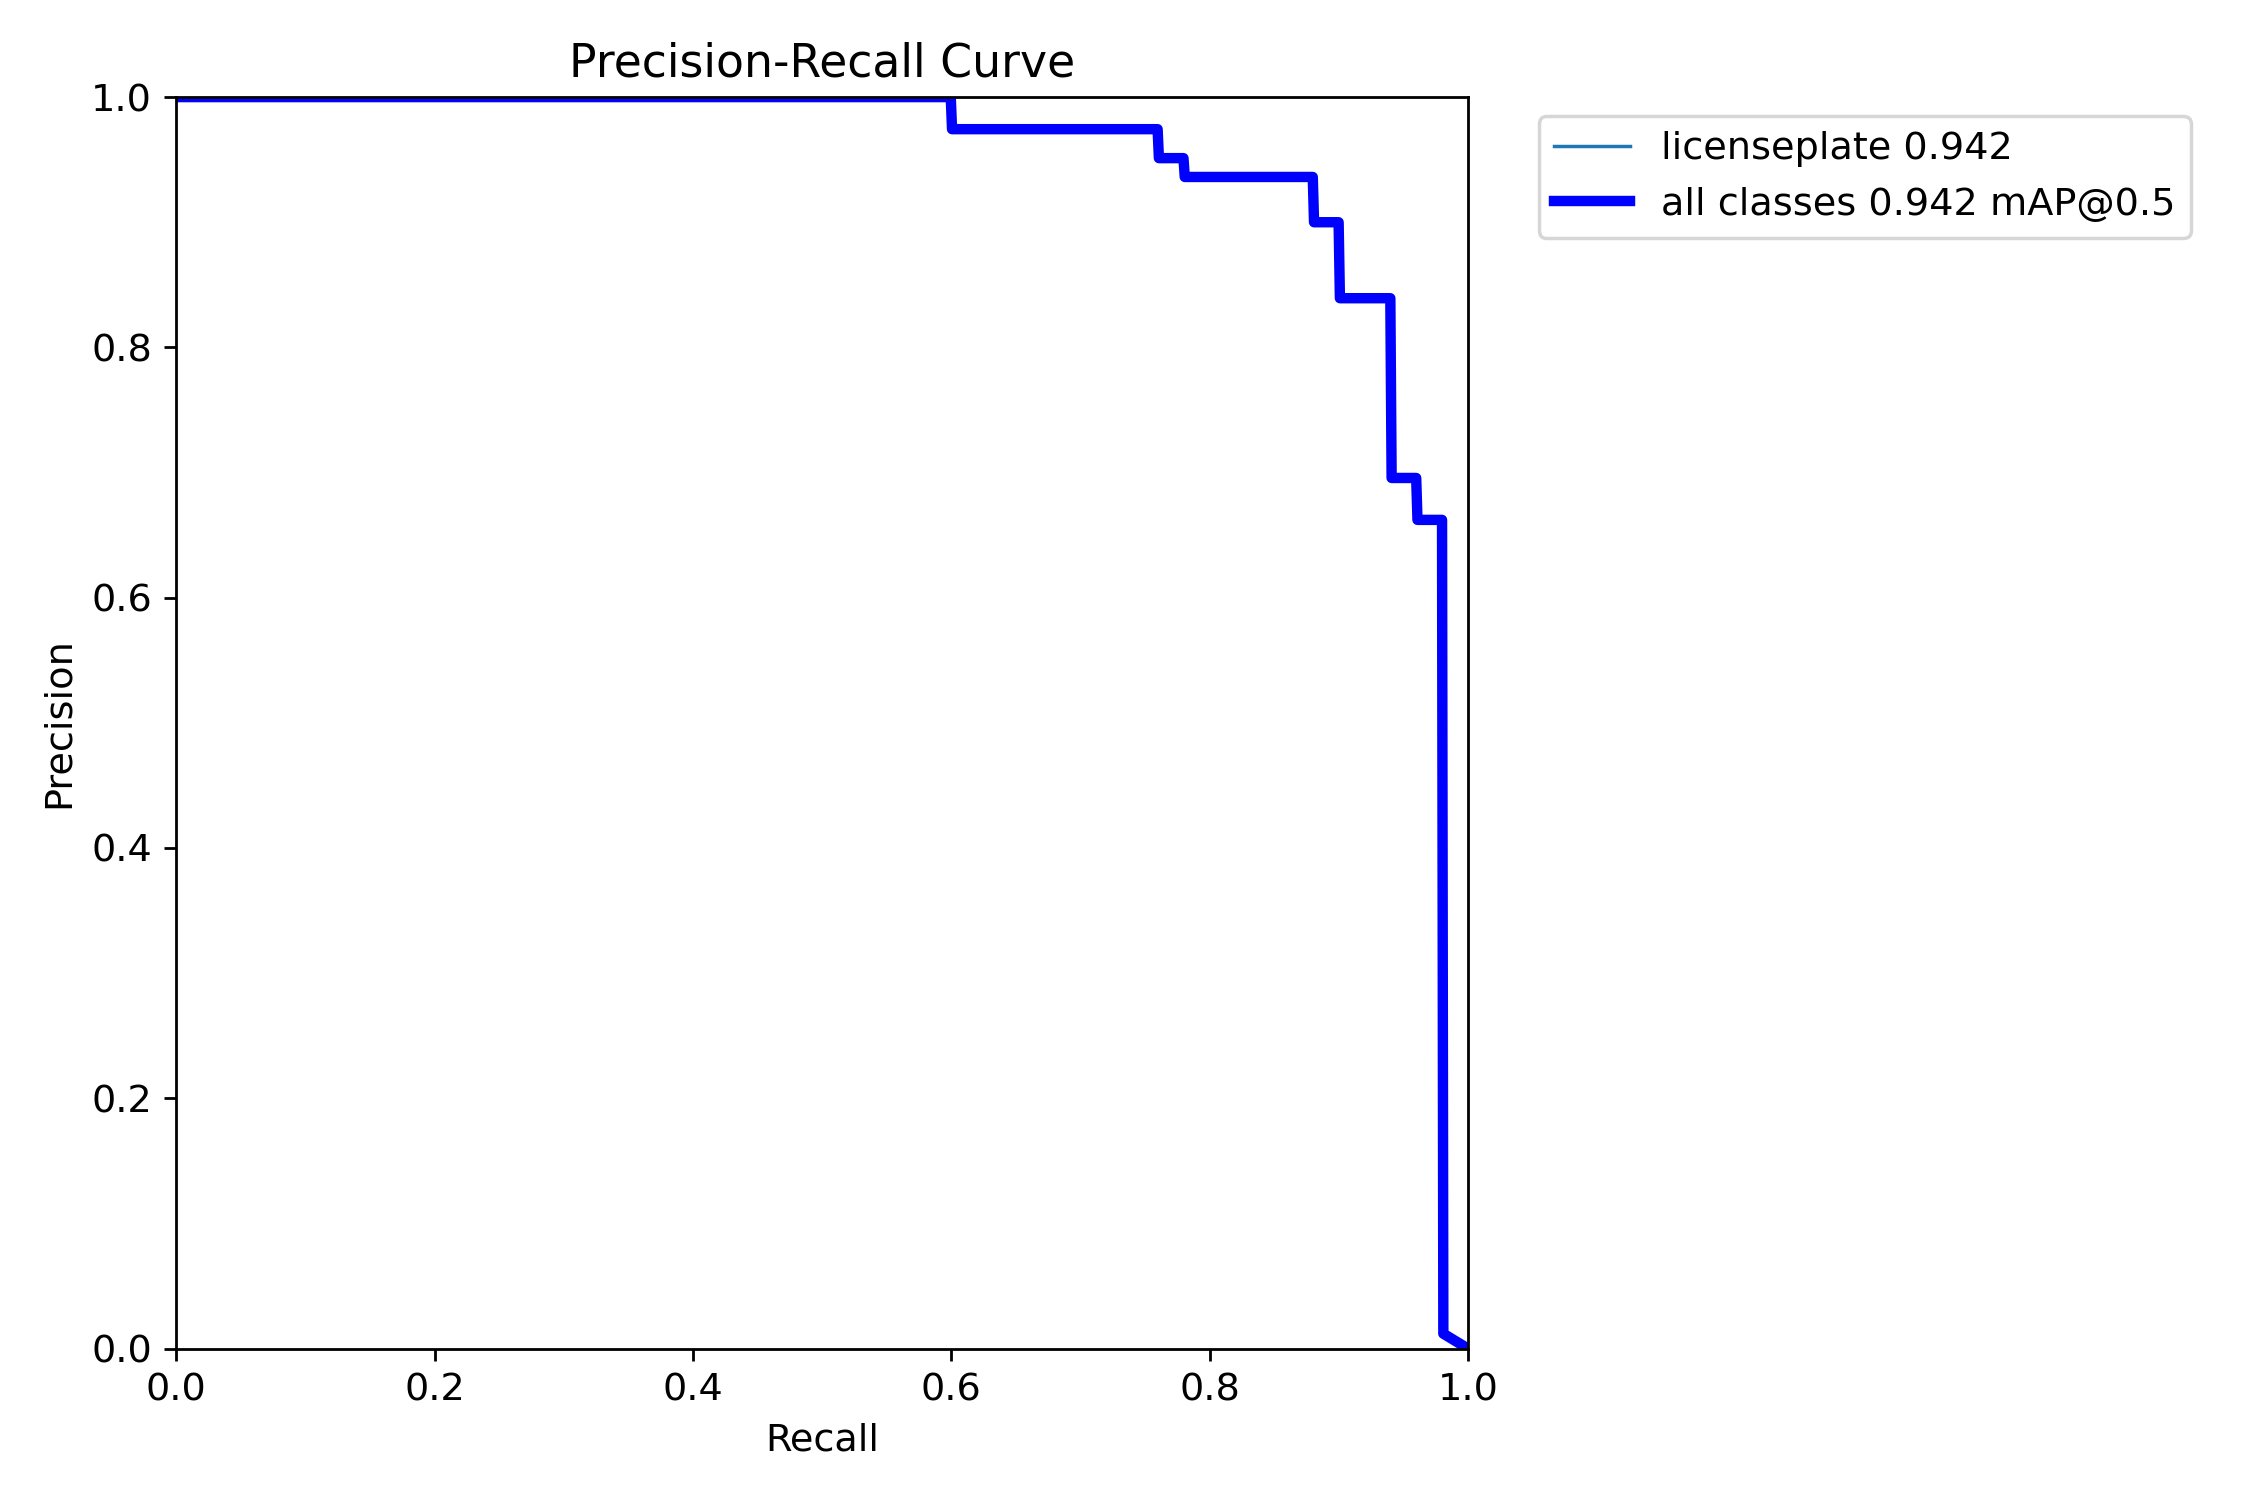 Precision-Recall Curve
licenseplate 0.942
all classes 0.942 mAP@0.5
1.0
0.8
0.6
0.4
0.2
0.0
Precision
0.0 0.2 0.4 0.6 0.8 1.0
Recall